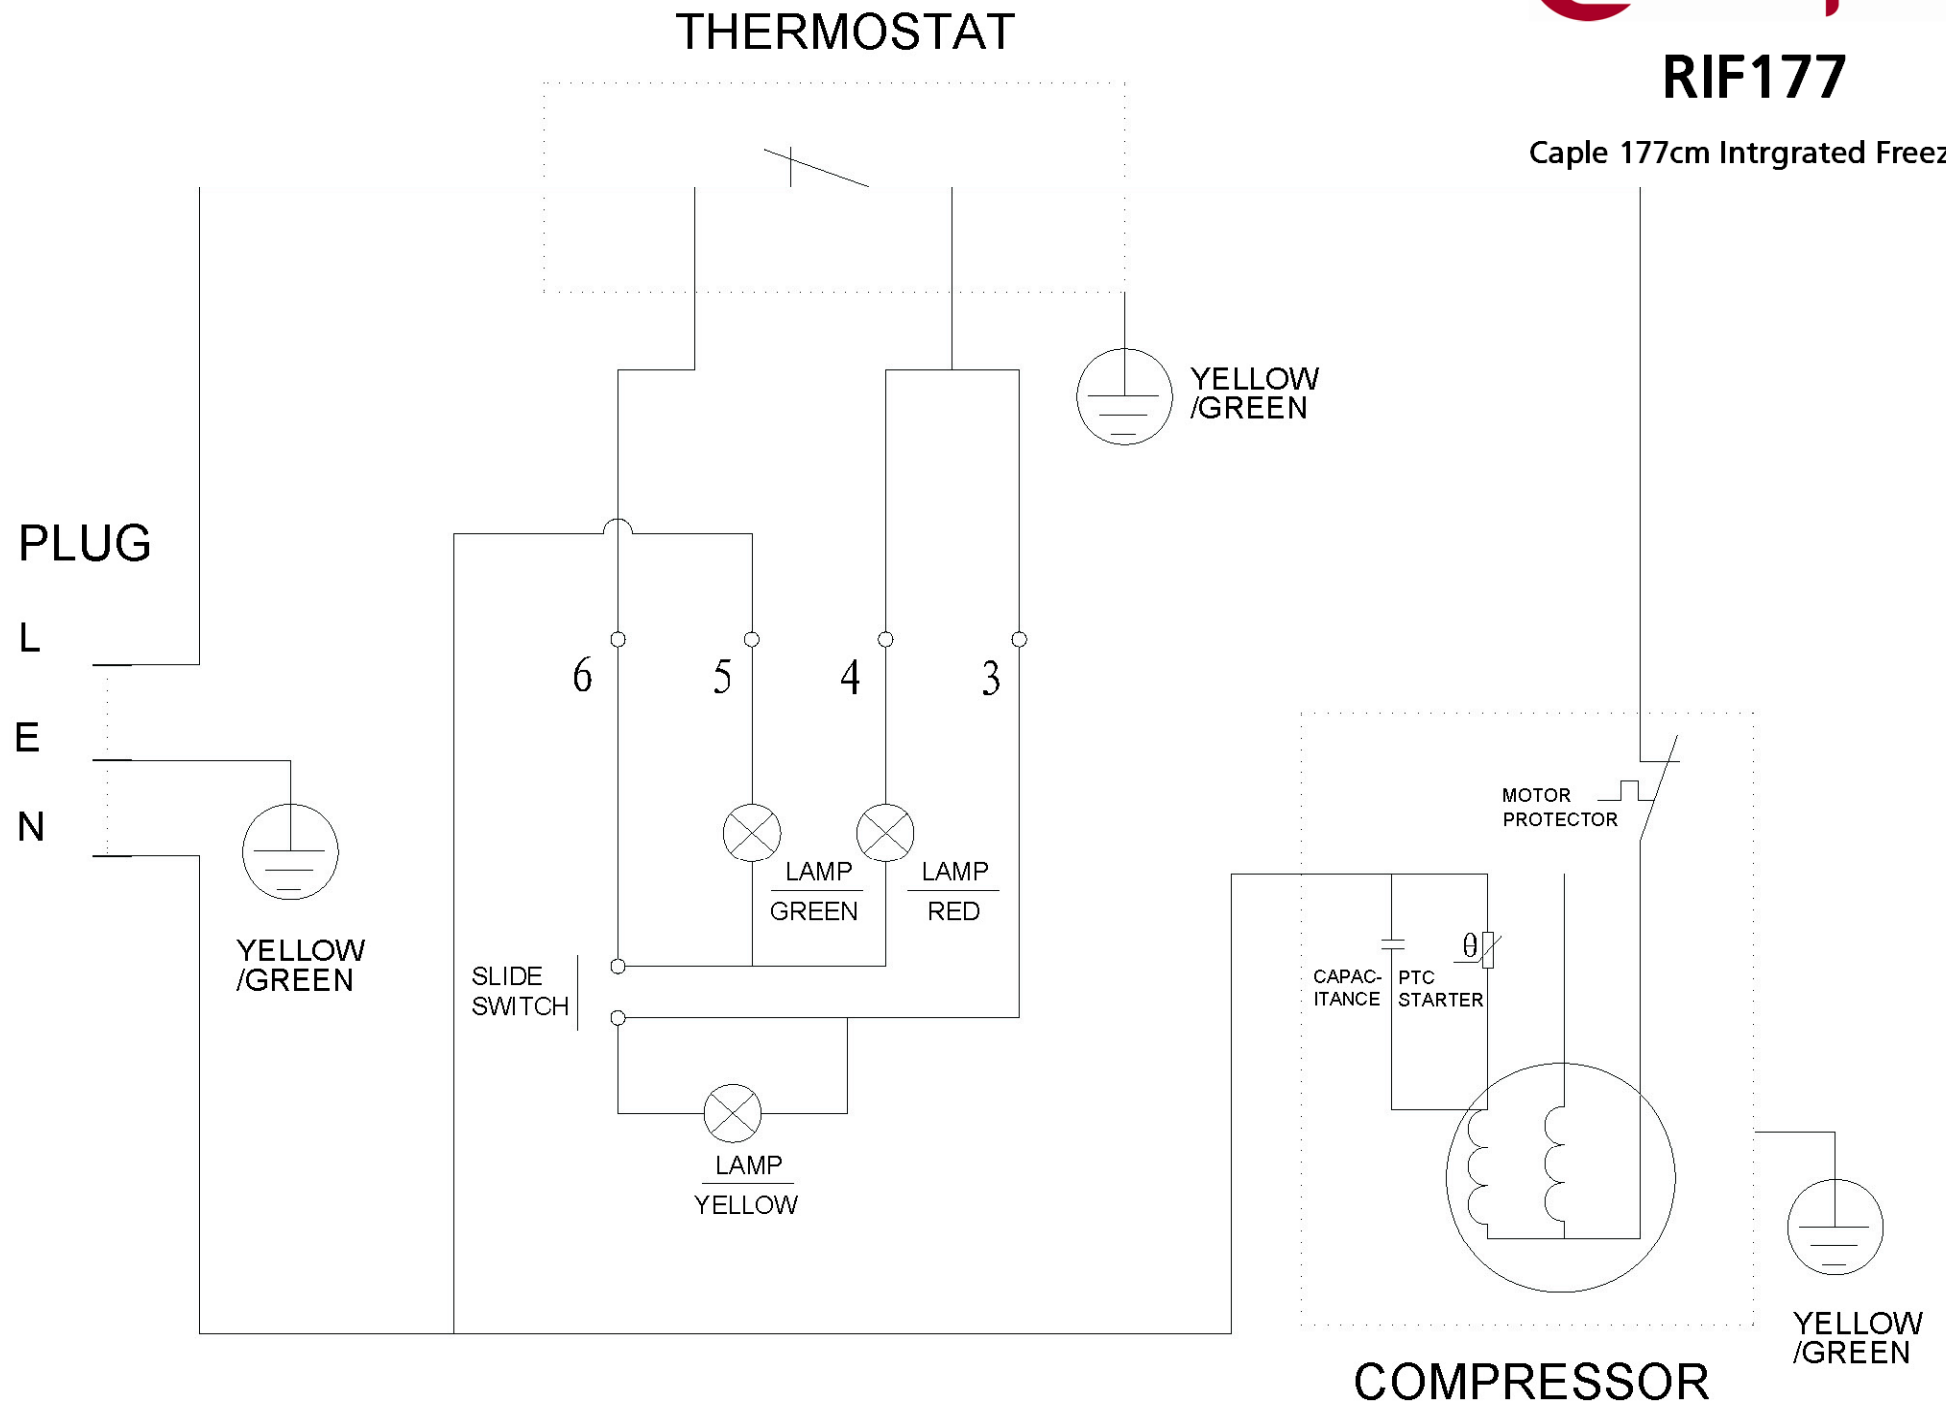 THERMOSTAT
RIF177
Caple 177cm Intrgrated Freez
YELLOW
/GREEN
PLUG
L
E
N
6
5
4
3
MOTOR
PROTECTOR
LAMP
GREEN
LAMP
RED
YELLOW
/GREEN
SLIDE
SWITCH
θ
CAPAC-
ITANCE
PTC
STARTER
LAMP
YELLOW
YELLOW
/GREEN
COMPRESSOR